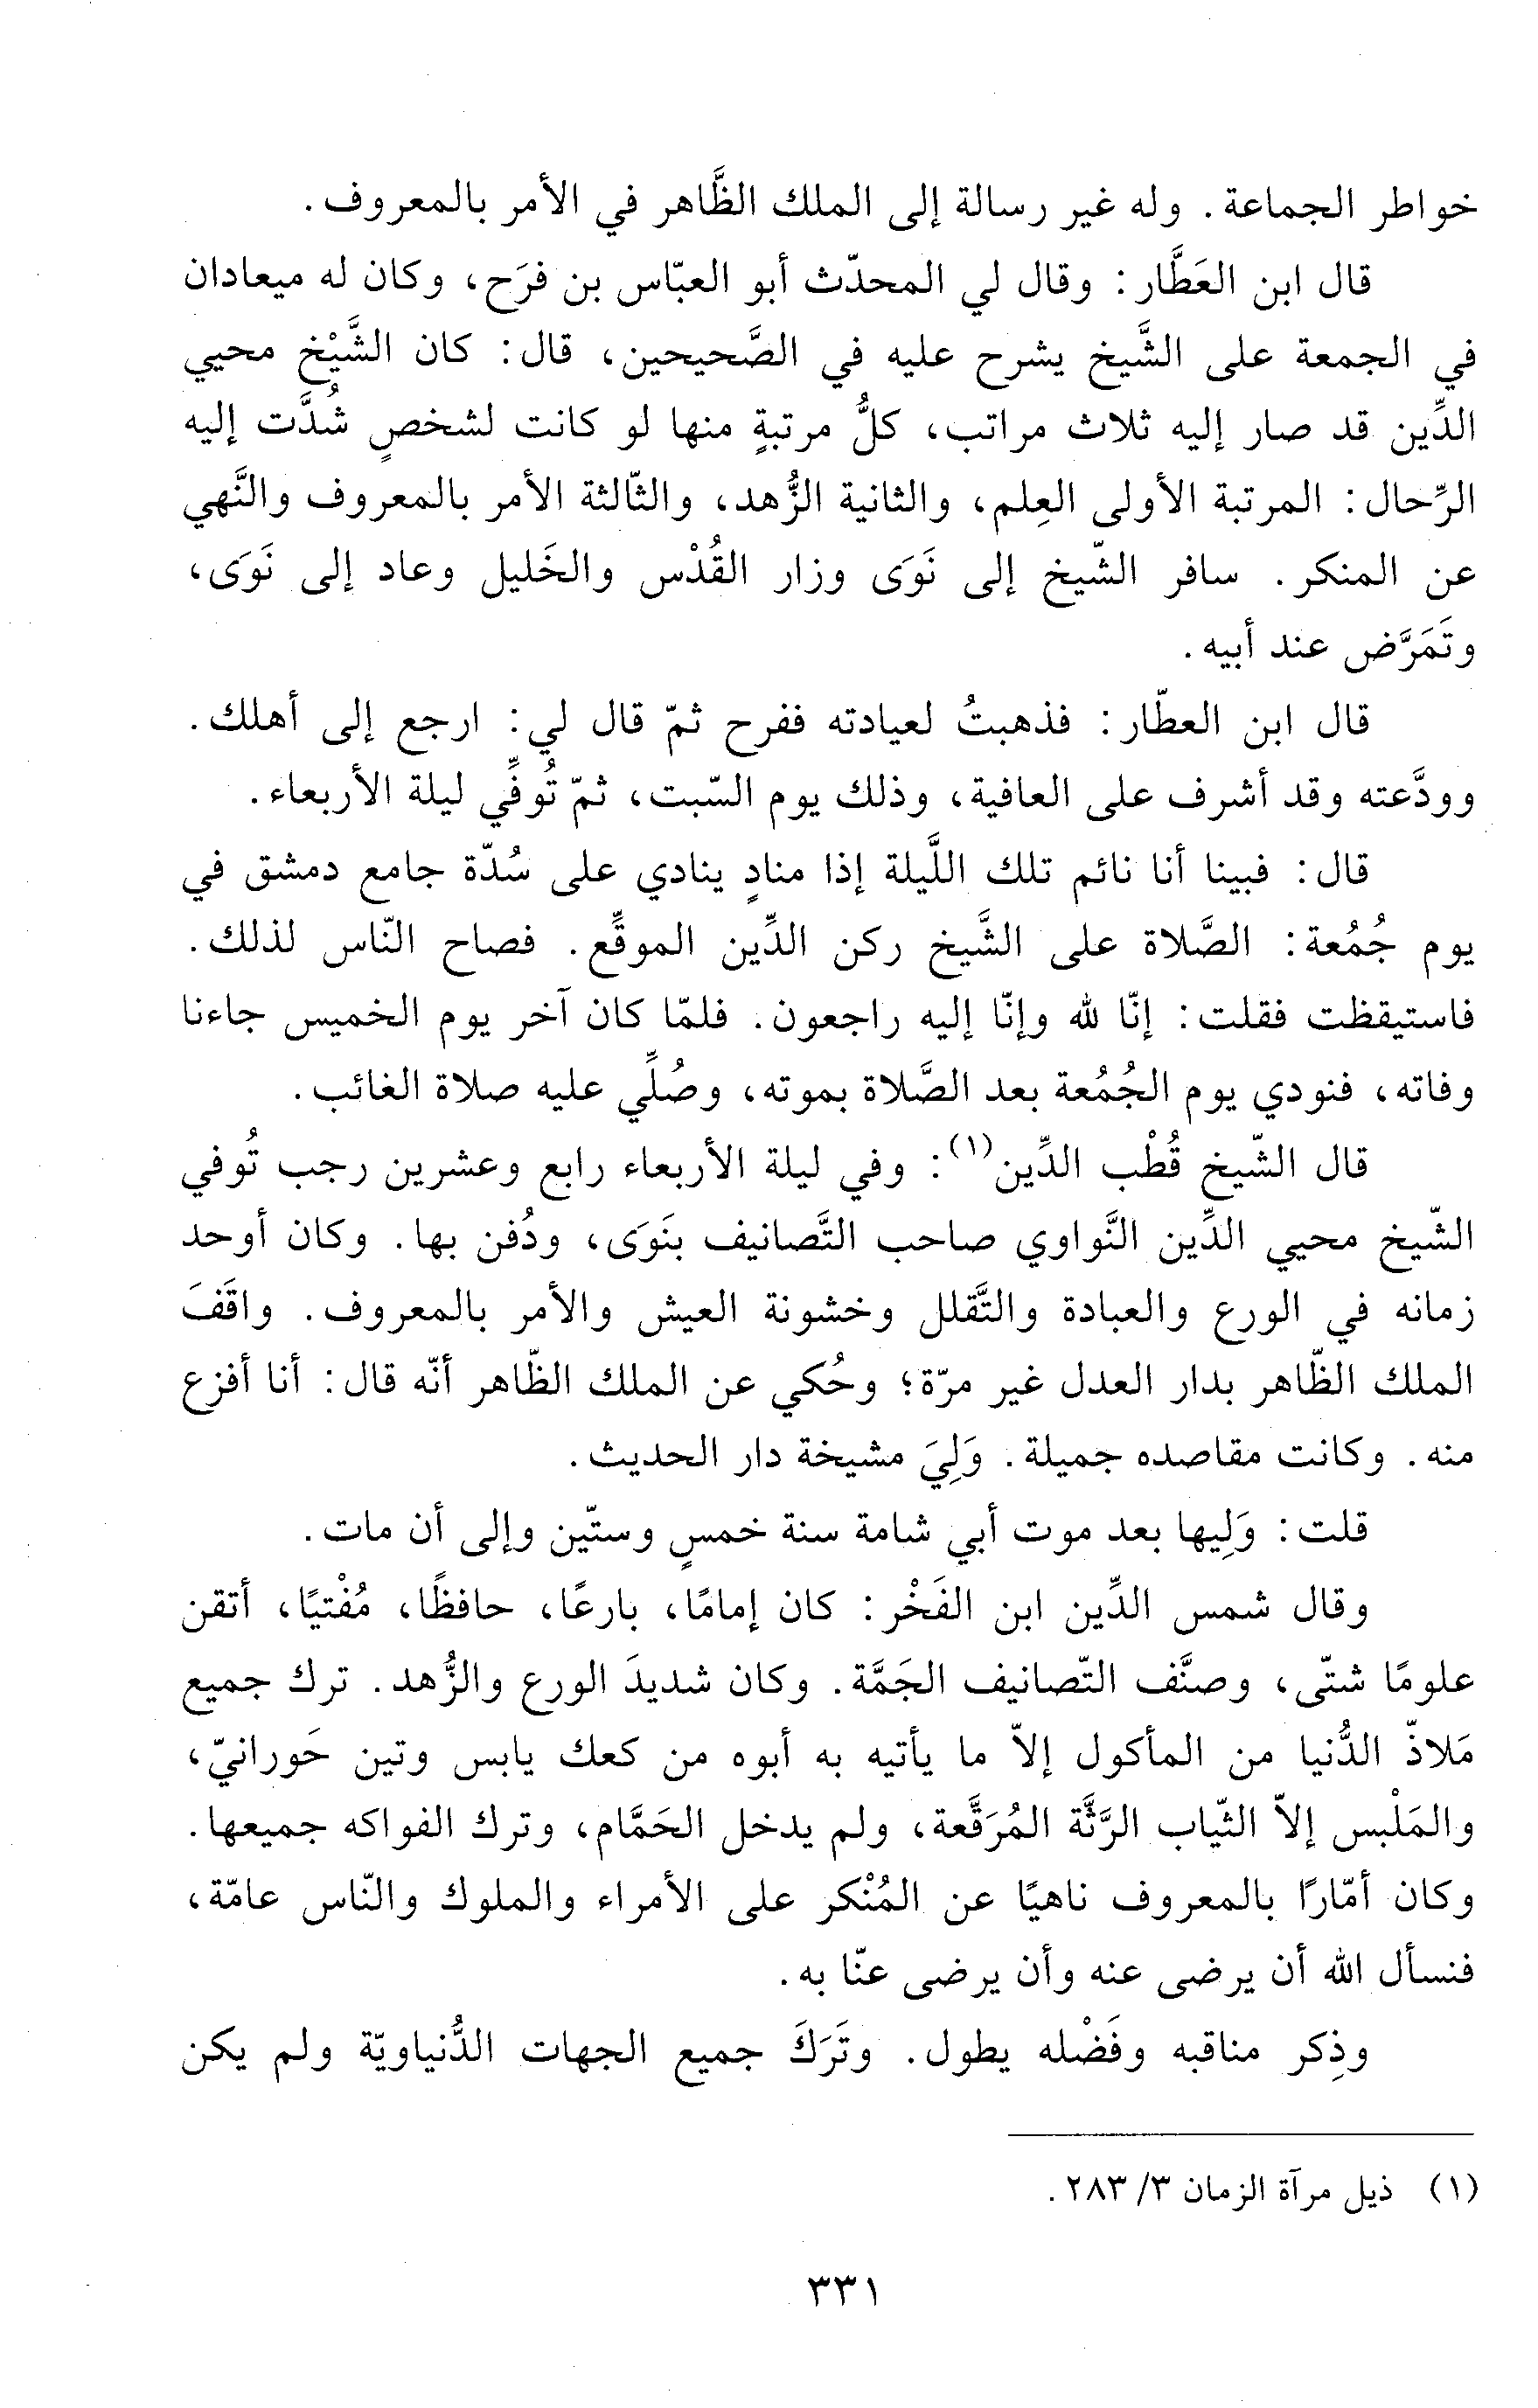 خواطر الجماعة. وله غير رسالة إلى الملك الظَّاهر في الأمر بالمعروف.
قال ابن العَطَّار: وقال لي المحدّث أبو العبّاس بن فرَح، وكان له ميعادان
في الجمعة على الشَّيخ يشرح عليه في الصَّحيحين، قال: كان الشَّيْخ محيي
الدِّين قد صار إليه ثلاث مراتب، كلُّ مرتبةٍ منها لو كانت لشخصٍ شُدَّت إليه
الرِّحال: المرتبة الأولى العِلم، والثانية الزُّهد، والثّالثة الأمر بالمعروف والنَّهي
عن المنكر. سافر الشّيخ إلى نَوَى وزار القُدْس والخَليل وعاد إلى نَوَى،
وتَمَرَّض عند أبيه.
قال ابن العطّار: فذهبتُ لعيادته ففرح ثمّ قال لي: ارجع إلى أهلك.
وودَّعته وقد أشرف على العافية، وذلك يوم السّبت، ثمّ تُوفِّي ليلة الأربعاء.
قال: فبينا أنا نائم تلك اللَّيلة إذا منادٍ ينادي على سُدّة جامع دمشق في
يوم جُمُعة: الصَّلاة على الشَّيخ ركن الدِّين الموقِّع. فصاح النّاس لذلك.
فاستيقظت فقلت: إنّا لله وإنّا إليه راجعون. فلمّا كان آخر يوم الخميس جاءنا
وفاته، فنودي يوم الجُمُعة بعد الصَّلاة بموته، وصُلِّي عليه صلاة الغائب.
قال الشّيخ قُطْب الدِّين(١): وفي ليلة الأربعاء رابع وعشرين رجب تُوفي
الشّيخ محيي الدِّين النَّواوي صاحب التَّصانيف بنَوَى، ودُفن بها. وكان أوحد
زمانه في الورع والعبادة والتَّقلل وخشونة العيش والأمر بالمعروف. واقَفَ
الملك الظّاهر بدار العدل غير مرّة؛ وحُكي عن الملك الظّاهر أنّه قال: أنا أفزع
منه. وكانت مقاصده جميلة. وَلِيَ مشيخة دار الحديث.
قلت: وَلِيها بعد موت أبي شامة سنة خمسٍ وستّين وإلى أن مات.
وقال شمس الدِّين ابن الفَخْر: كان إمامًا، بارعًا، حافظًا، مُفْتيًا، أتقن
علومًا شتّى، وصنَّف التّصانيف الجَمَّة. وكان شديدَ الورع والزُّهد. ترك جميع
مَلاذّ الدُّنيا من المأكول إلاّ ما يأتيه به أبوه من كعك يابس وتين حَورانيّ،
والمَلْبس إلاّ الثّياب الرَّثَّة المُرَقَّعة، ولم يدخل الحَمَّام، وترك الفواكه جميعها.
وكان أمّارًا بالمعروف ناهيًا عن المُنْكر على الأمراء والملوك والنّاس عامّة،
فنسأل الله أن يرضى عنه وأن يرضى عنّا به.
وذِكر مناقبه وفَضْله يطول. وتَرَكَ جميع الجهات الدُّنياويّة ولم يكن
(١) ذيل مرآة الزمان ٣/ ٢٨٣.
٣٣١